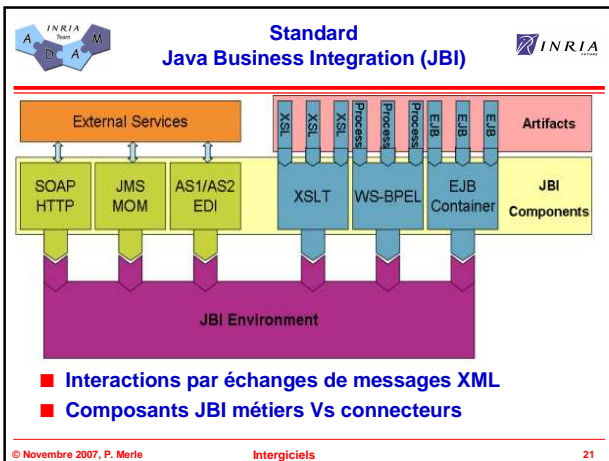 INRIA
Team
A D A M
Standard
Java Business Integration (JBI)
INRIA
FUTURS
External Services
XSL XSL XSL Process Process Process EJB EJB EJB
Artifacts
SOAP HTTP
JMS MOM
AS1/AS2 EDI
XSLT
WS-BPEL
EJB Container
JBI Components
JBI Environment
Interactions par échanges de messages XML
Composants JBI métiers Vs connecteurs
© Novembre 2007, P. Merle
Intergiciels
21